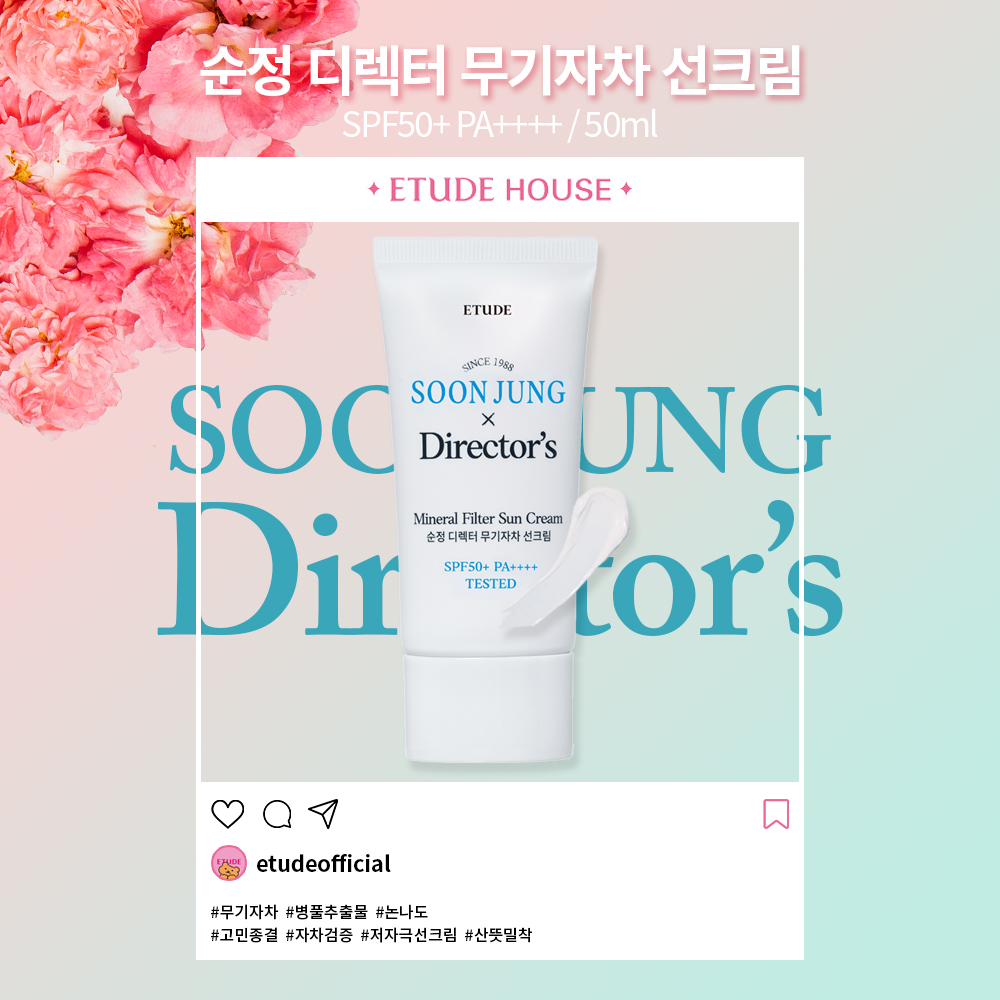 순정 디렉터 무기자차 선크림
SPF50+ PA++++ / 50ml
ETUDE HOUSE
ETUDE
SINCE 1988
SOON JUNG
×
Director's
Mineral Filter Sun Cream
순정 디렉터 무기자차 선크림
SPF50+ PA++++
TESTED
SOO JUNG
Dir tor's
ETUDE
etudeofficial
#무기자차 #병풀추출물 #논나도
#고민종결 #자차검증 #저자극선크림 #산뜻밀착